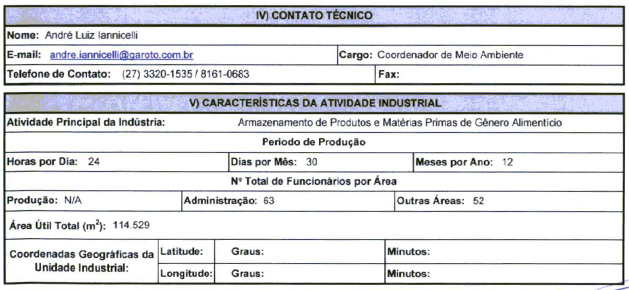 IV) CONTATO TÉCNICO
Nome: André Luiz Iannicelli
E-mail: andre.iannicelli@garoto.com.br Cargo: Coordenador de Meio Ambiente
Telefone de Contato: (27) 3320-1535 / 8161-0683 Fax:
V) CARACTERÍSTICAS DA ATIVIDADE INDUSTRIAL
Atividade Principal da Indústria: Armazenamento de Produtos e Matérias Primas de Gênero Alimentício
Periodo de Produção
Horas por Dia: 24 Dias por Mês: 30 Meses por Ano: 12
Nº Total de Funcionários por Área
Produção: N/A Administração: 63 Outras Áreas: 52
Área Útil Total (m²): 114.529
Coordenadas Geográficas da Unidade Industrial: Latitude: Graus: Minutos:
Longitude: Graus: Minutos: